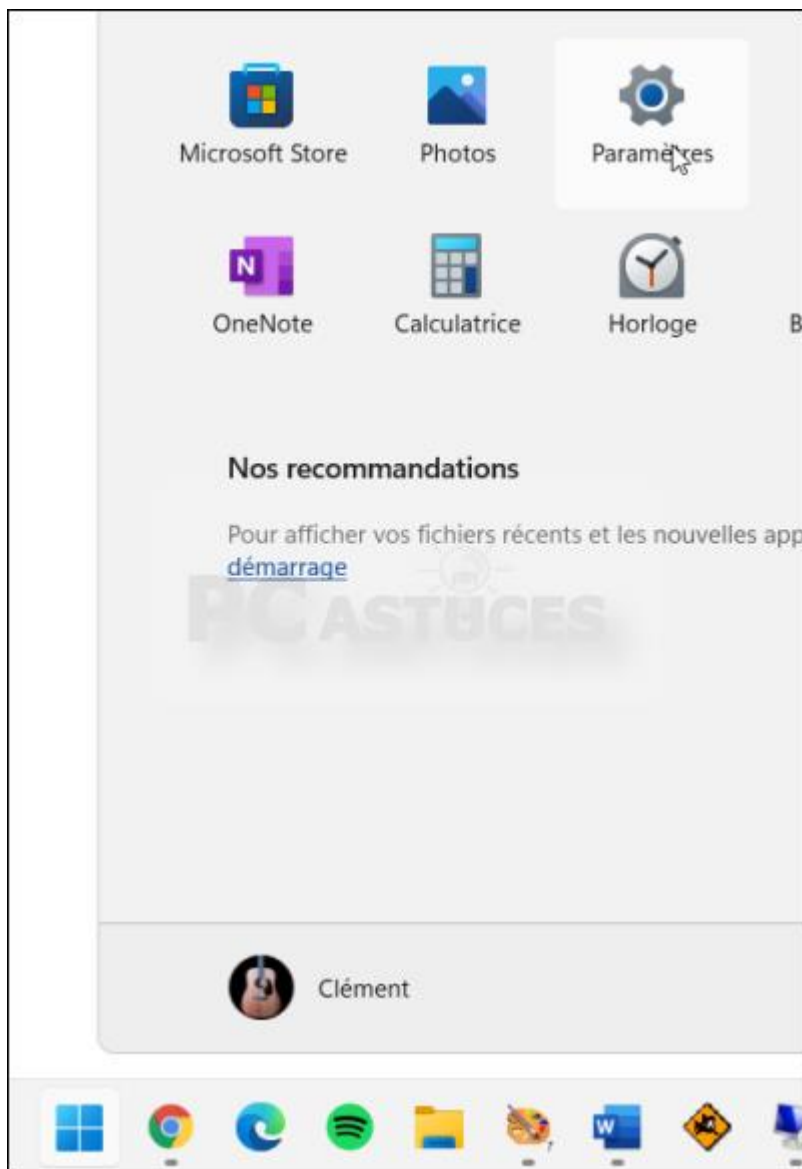 Microsoft Store Photos Paramètres
N
OneNote Calculatrice Horloge B
Nos recommandations
Pour afficher vos fichiers récents et les nouvelles app
démarrage
PC ASTUCES
Clément
W